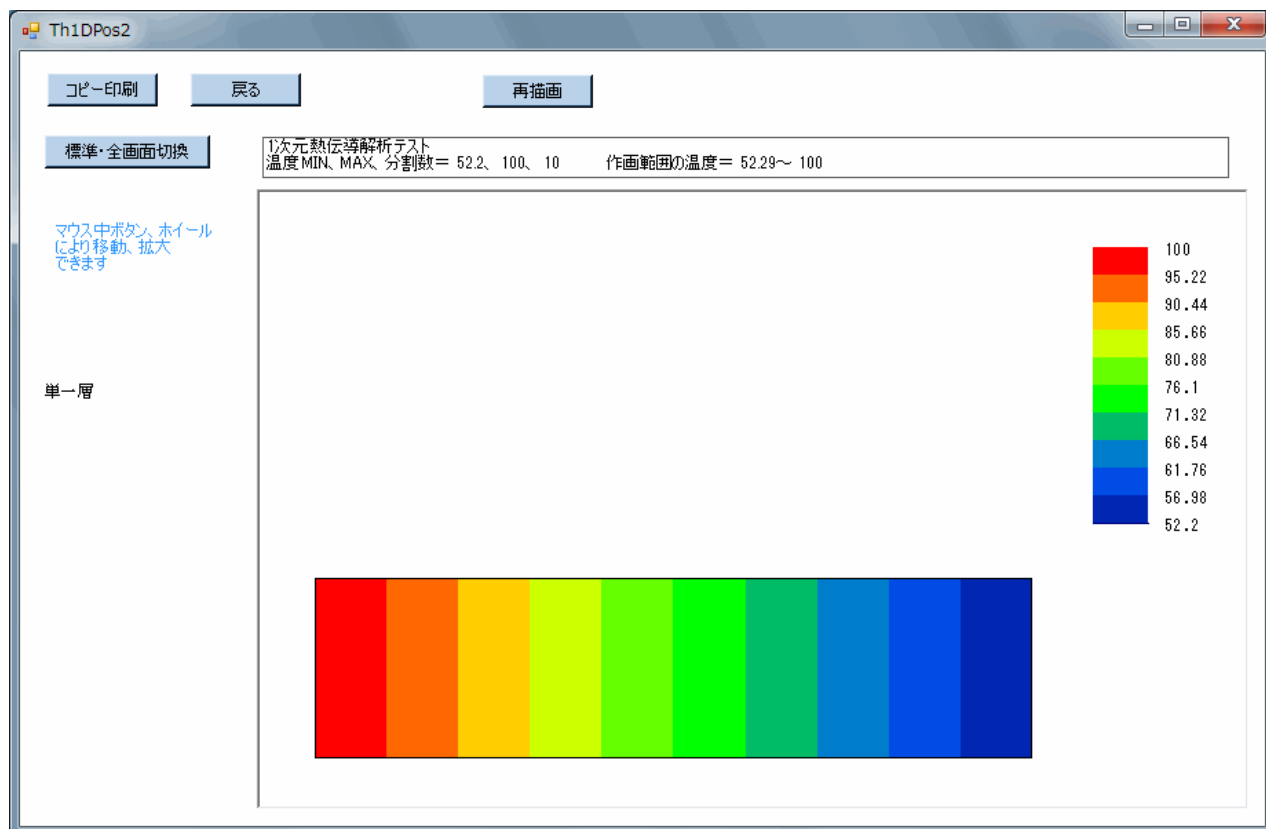 Th1DPos2
コピー印刷
戻る
再描画
標準・全画面切換
1次元熱伝導解析テスト
温度MIN、MAX、分割数＝ 52.2、 100、 10 作画範囲の温度＝ 52.29～ 100
マウス中ボタン、ホイール
により移動、拡大
できます
単一層
100
95.22
90.44
85.66
80.88
76.1
71.32
66.54
61.76
56.98
52.2